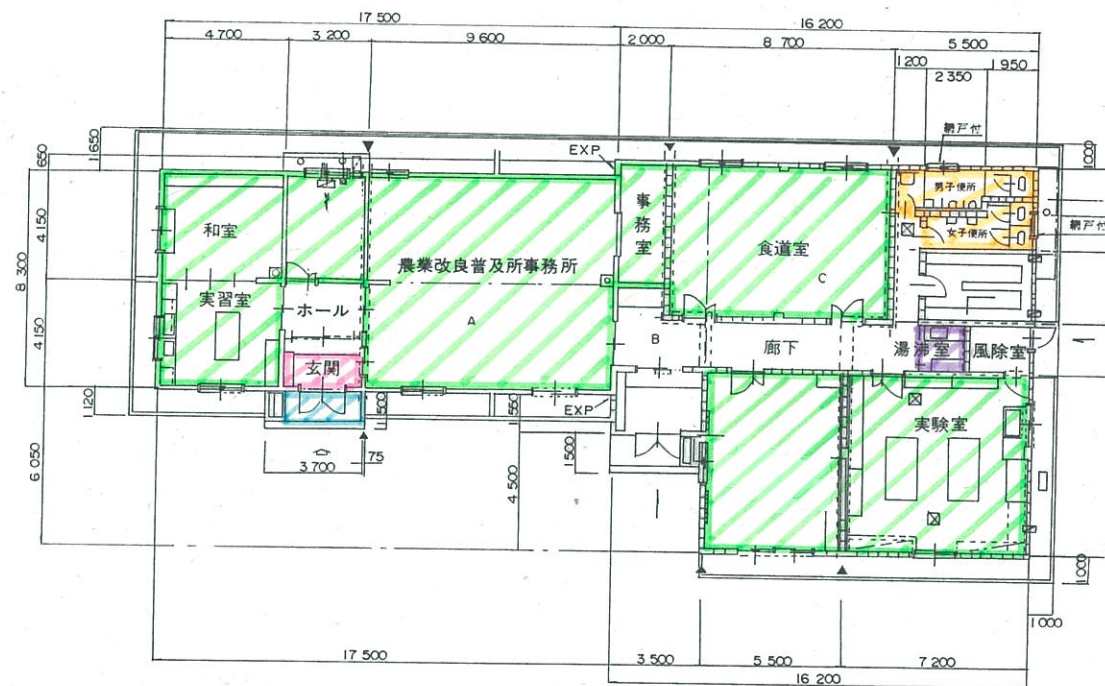 17 500
16 200
4 700
3 200
9 600
2 000
8 700
5 500
1 200
1 950
2 350
網戸付
EXP
1 650
650
1 000
男子便所
和室
事務室
女子便所
網戸付
4 150
農業改良普及所事務所
食道室
8 300
C
実習室
ホール
A
B
廊下
湯沸室
風除室
4 150
玄関
1 120
1 500
550
EXP
実験室
6 050
3 700
75
1 500
4 500
1 000
1 000
17 500
3 500
5 500
7 200
16 200